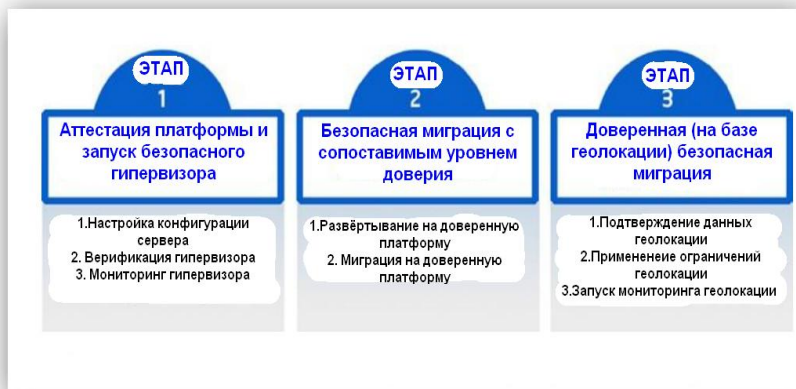 ЭТАП
1
Аттестация платформы и
запуск безопасного
гипервизора
1.Настройка конфигурации
сервера
2. Верификация гипервизора
3. Мониторинг гипервизора
ЭТАП
2
Безопасная миграция с
сопоставимым уровнем
доверия
1.Развёртывание на доверенную
платформу
2. Миграция на доверенную
платформу
ЭТАП
3
Доверенная (на базе
геолокации) безопасная
миграция
1.Подтверждение данных
геолокации
2.Применеие ограничений
геолокации
3.Запуск мониторинга геолокации